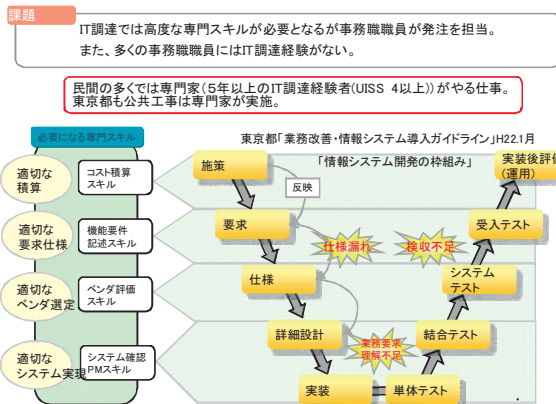 課題
IT調達では高度な専門スキルが必要となるが事務職職員が発注を担当。
また、多くの事務職職員にはIT調達経験がない。
民間の多くでは専門家(5年以上のIT調達経験者(UISS 4以上))がやる仕事。
東京都も公共工事は専門家が実施。
必要になる専門スキル
東京都「業務改善・情報システム導入ガイドライン」H22.1月
「情報システム開発の枠組み」
適切な
積算
コスト積算
スキル
施策
反映
実装後評価
(運用)
適切な
要求仕様
機能要件
記述スキル
要求
仕様漏れ
検収不足
受入テスト
適切な
ベンダ選定
ベンダ評価
スキル
仕様
システム
テスト
適切な
システム実現
システム確認
PMスキル
詳細設計
業務要求
理解不足
結合テスト
実装
単体テスト